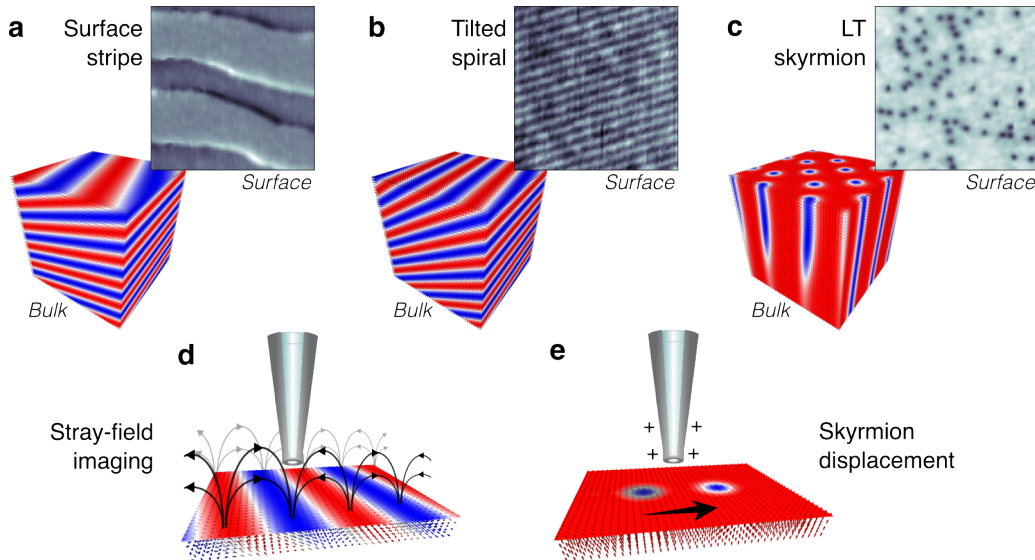 a
Surface
stripe
Surface
Bulk
b
Tilted
spiral
Surface
Bulk
c
LT
skyrmion
Surface
Bulk
d
Stray-field
imaging
e
+ +
+ +
Skyrmion
displacement